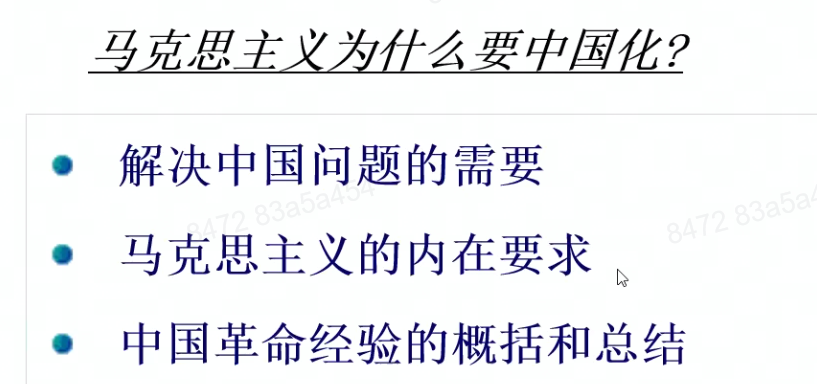 马克思主义为什么要中国化?
解决中国问题的需要
马克思主义的内在要求
中国革命经验的概括和总结